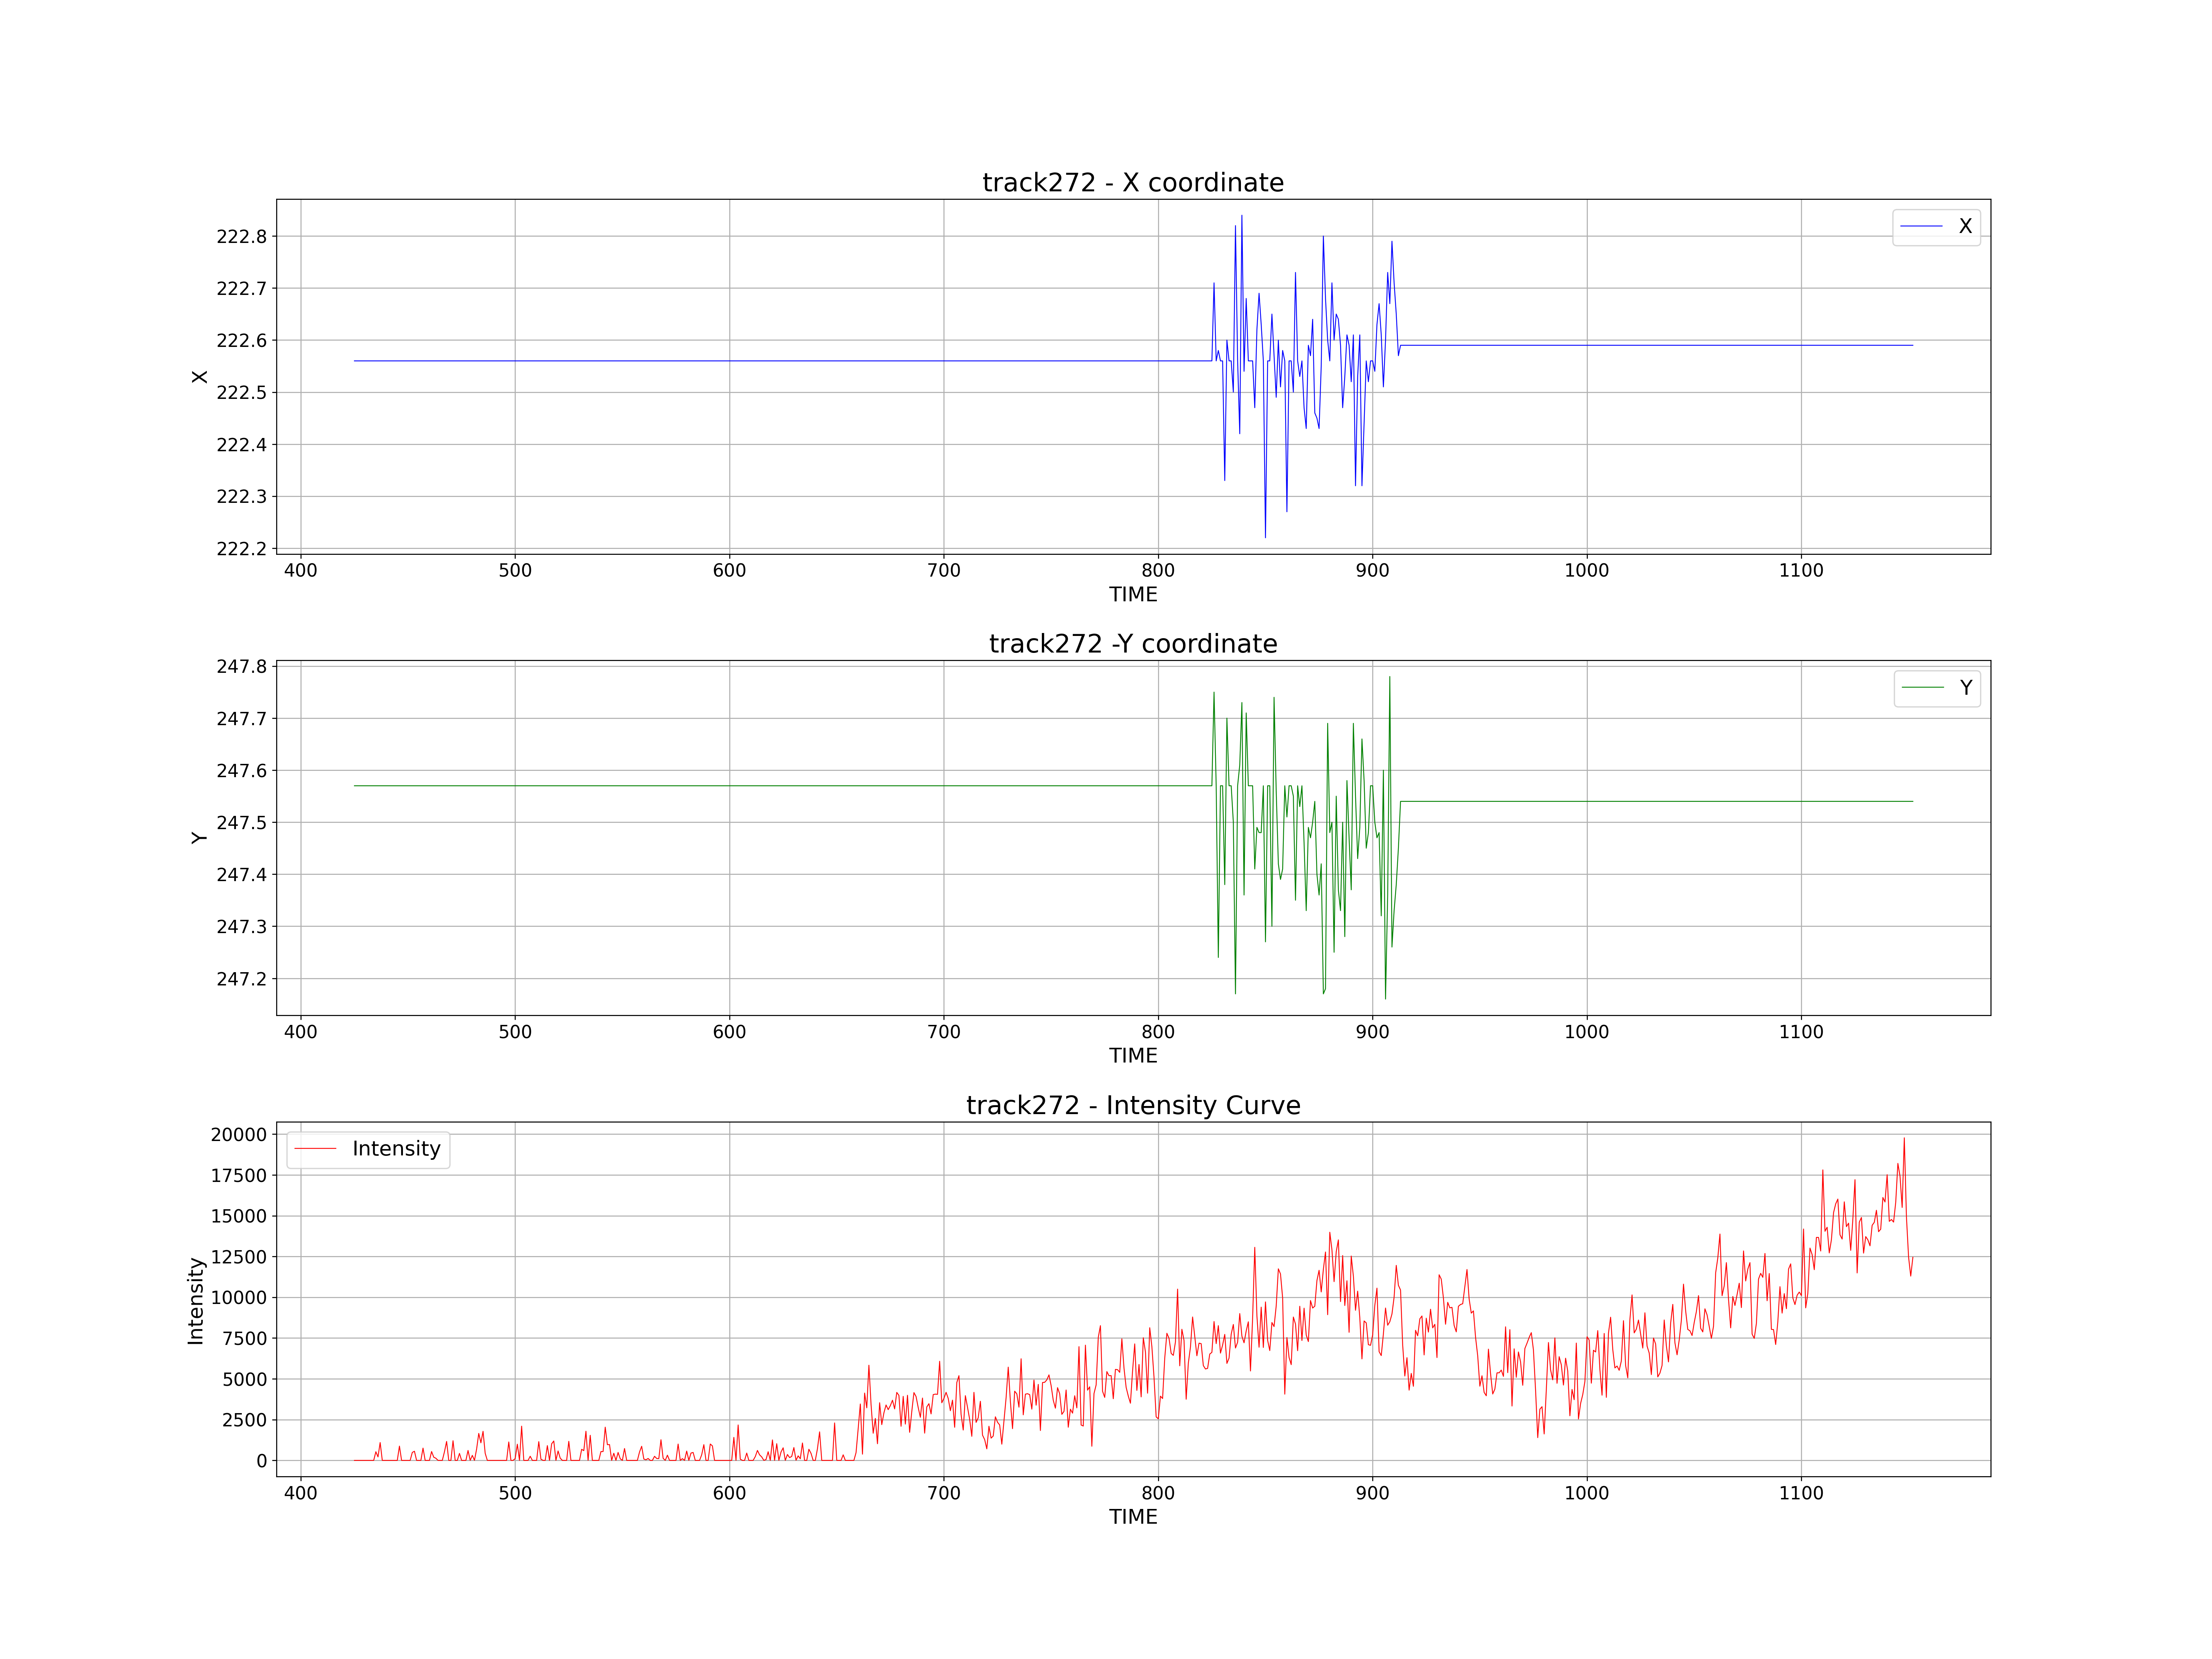 track272 - X coordinate
X
222.8
222.7
222.6
222.5
222.4
222.3
222.2
X
400 500 600 700 800 900 1000 1100
TIME
track272 -Y coordinate
Y
247.8
247.7
247.6
247.5
247.4
247.3
247.2
Y
400 500 600 700 800 900 1000 1100
TIME
track272 - Intensity Curve
Intensity
20000
17500
15000
12500
10000
7500
5000
2500
0
Intensity
400 500 600 700 800 900 1000 1100
TIME